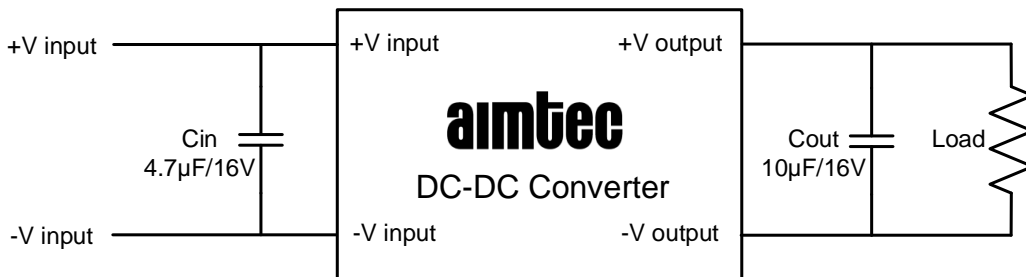 +V input
+V input
+V output
aimtec
Cin
4.7µF/16V
Cout
10µF/16V
Load
DC-DC Converter
-V input
-V input
-V output